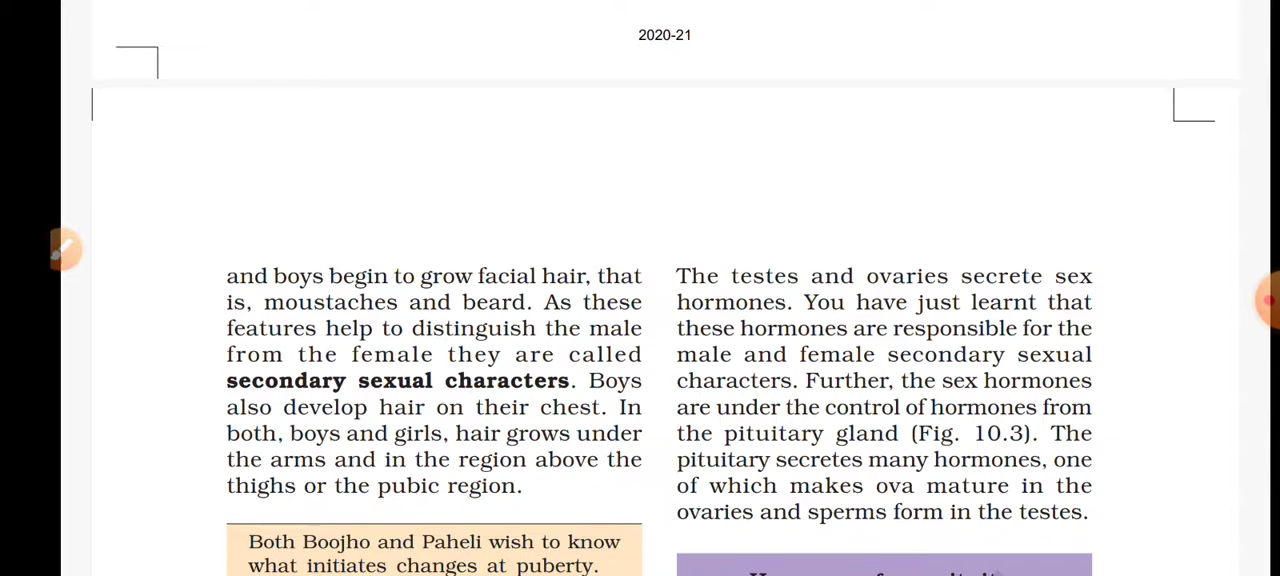 2020-21
and boys begin to grow facial hair, that
is, moustaches and beard. As these
features help to distinguish the male
from the female they are called
secondary sexual characters. Boys
also develop hair on their chest. In
both, boys and girls, hair grows under
the arms and in the region above the
thighs or the pubic region.
Both Boojho and Paheli wish to know
what initiates changes at puberty.
The testes and ovaries secrete sex
hormones. You have just learnt that
these hormones are responsible for the
male and female secondary sexual
characters. Further, the sex hormones
are under the control of hormones from
the pituitary gland (Fig. 10.3). The
pituitary secretes many hormones, one
of which makes ova mature in the
ovaries and sperms form in the testes.